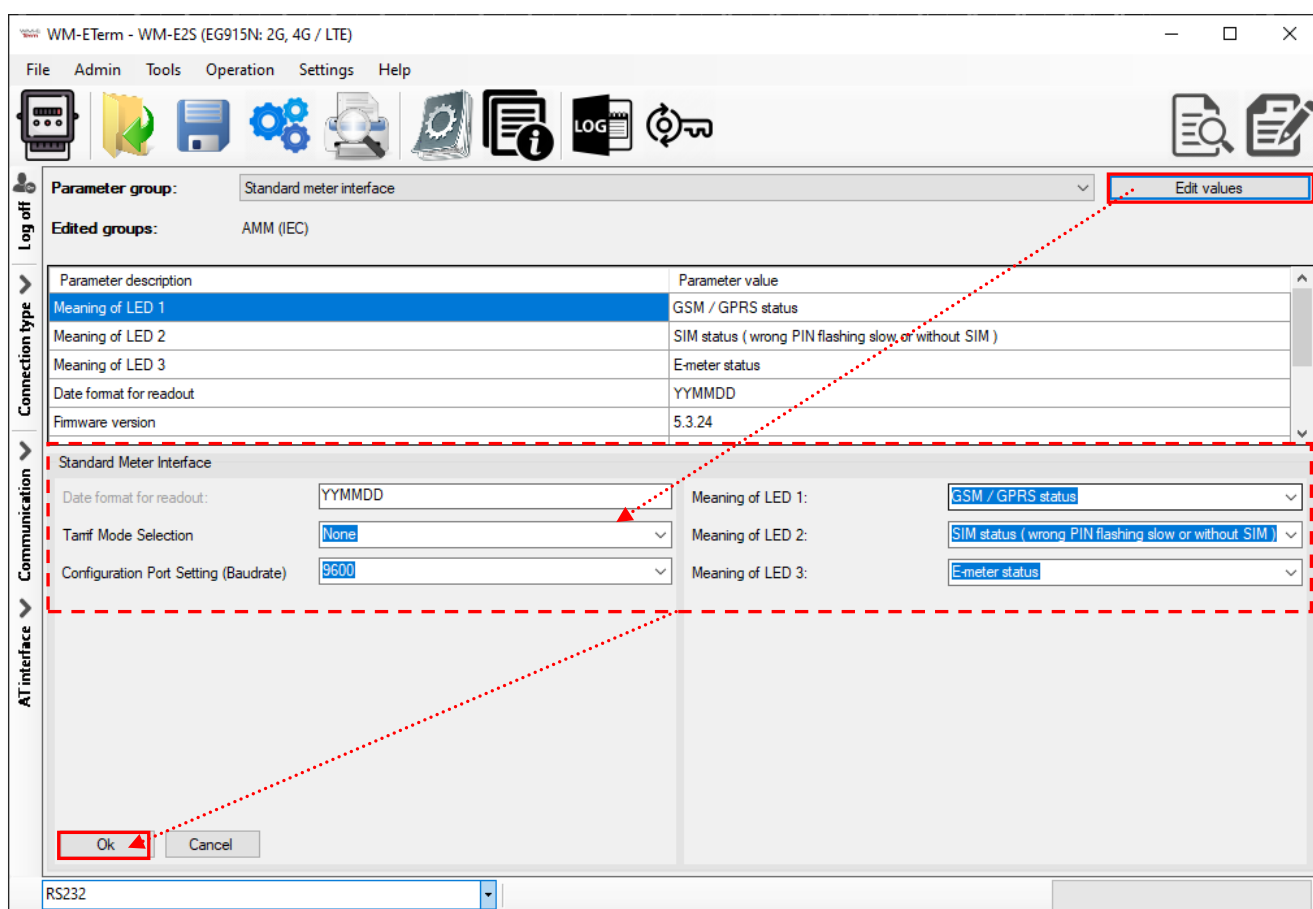 WM-ETerm - WM-E2S (EG915N: 2G, 4G / LTE)
File Admin Tools Operation Settings Help
LOG
Log off
Connection type
Communication
AT interface
Parameter group: Standard meter interface Edit values
Edited groups: AMM (IEC)
Parameter description Parameter value
Meaning of LED 1 GSM / GPRS status
Meaning of LED 2 SIM status ( wrong PIN flashing slow or without SIM )
Meaning of LED 3 E-meter status
Date format for readout YYMMDD
Firmware version 5.3.24
Standard Meter Interface
Date format for readout: YYMMDD Meaning of LED 1: GSM / GPRS status
Tarrif Mode Selection None Meaning of LED 2: SIM status ( wrong PIN flashing slow or without SIM )
Configuration Port Setting (Baudrate) 9600 Meaning of LED 3: E-meter status
Ok Cancel
RS232